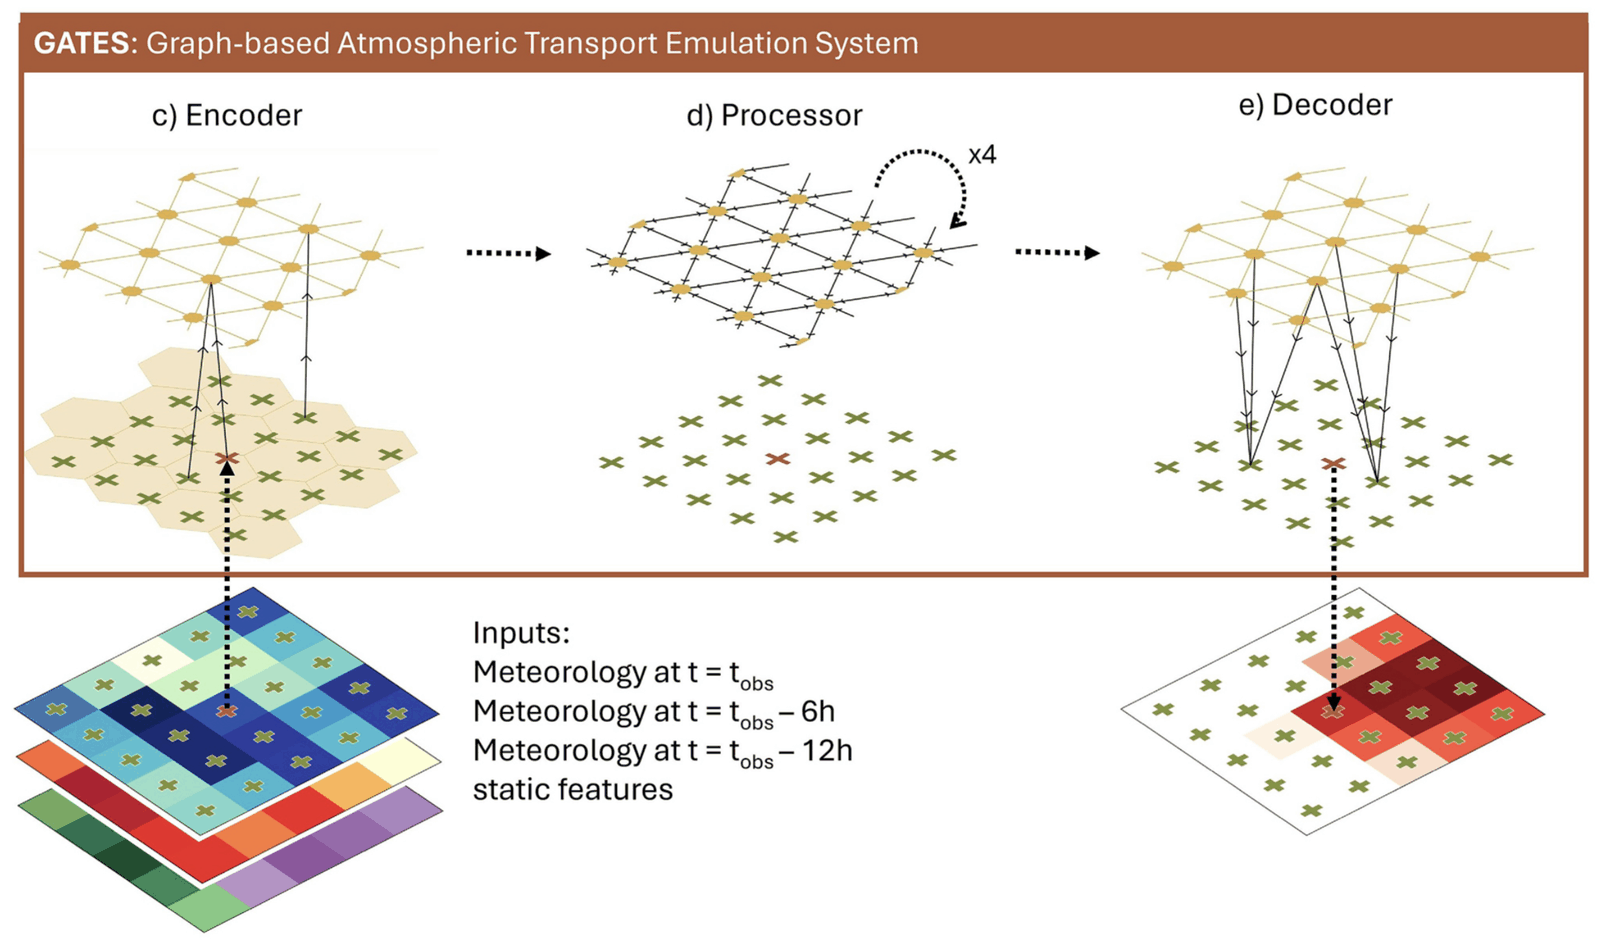 GATES: Graph-based Atmospheric Transport Emulation System
c) Encoder
d) Processor
e) Decoder
x4
Inputs:
Meteorology at t = tobs
Meteorology at t = tobs – 6h
Meteorology at t = tobs – 12h
static features